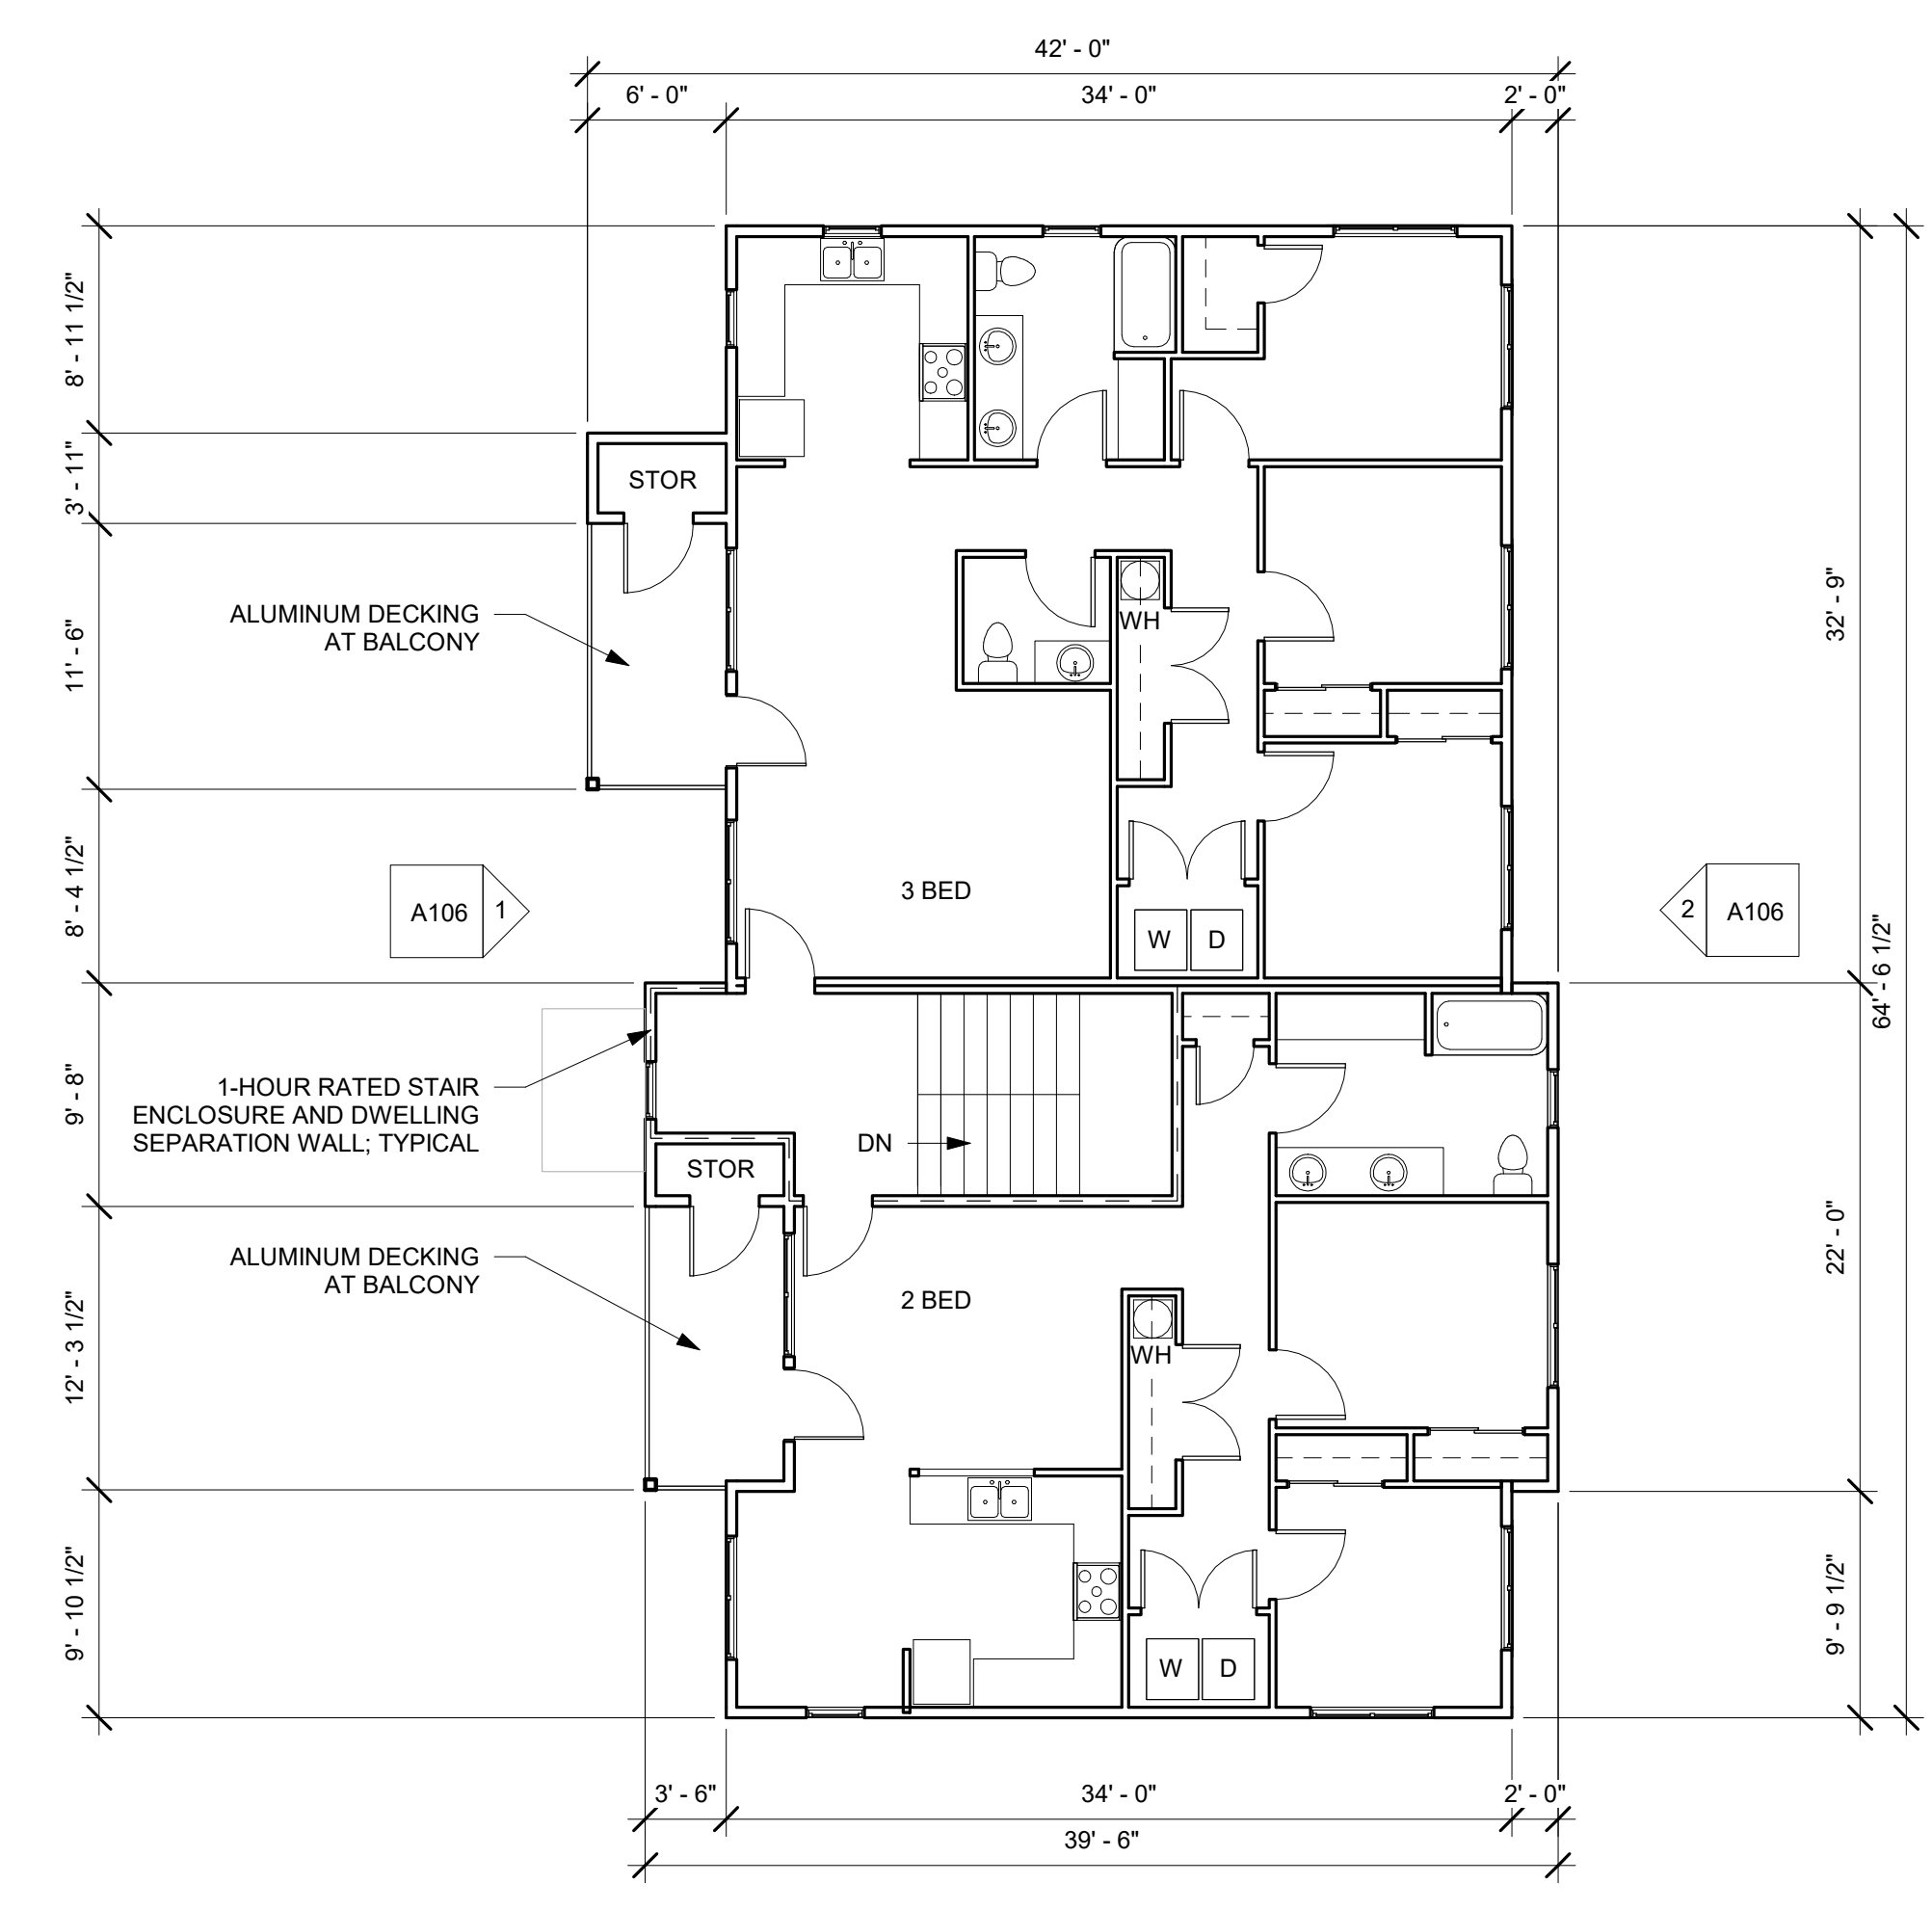 42' - 0"
6' - 0"
34' - 0"
2' - 0"
8' - 11 1/2"
3' - 11"
STOR
11' - 6"
ALUMINUM DECKING
AT BALCONY
WH
32' - 9"
8' - 4 1/2"
A106
1
3 BED
W
D
2
A106
64' - 6 1/2"
9' - 8"
1-HOUR RATED STAIR
ENCLOSURE AND DWELLING
SEPARATION WALL; TYPICAL
DN
STOR
ALUMINUM DECKING
AT BALCONY
2 BED
WH
22' - 0"
12' - 3 1/2"
9' - 10 1/2"
W
D
9' - 9 1/2"
3' - 6"
34' - 0"
2' - 0"
39' - 6"